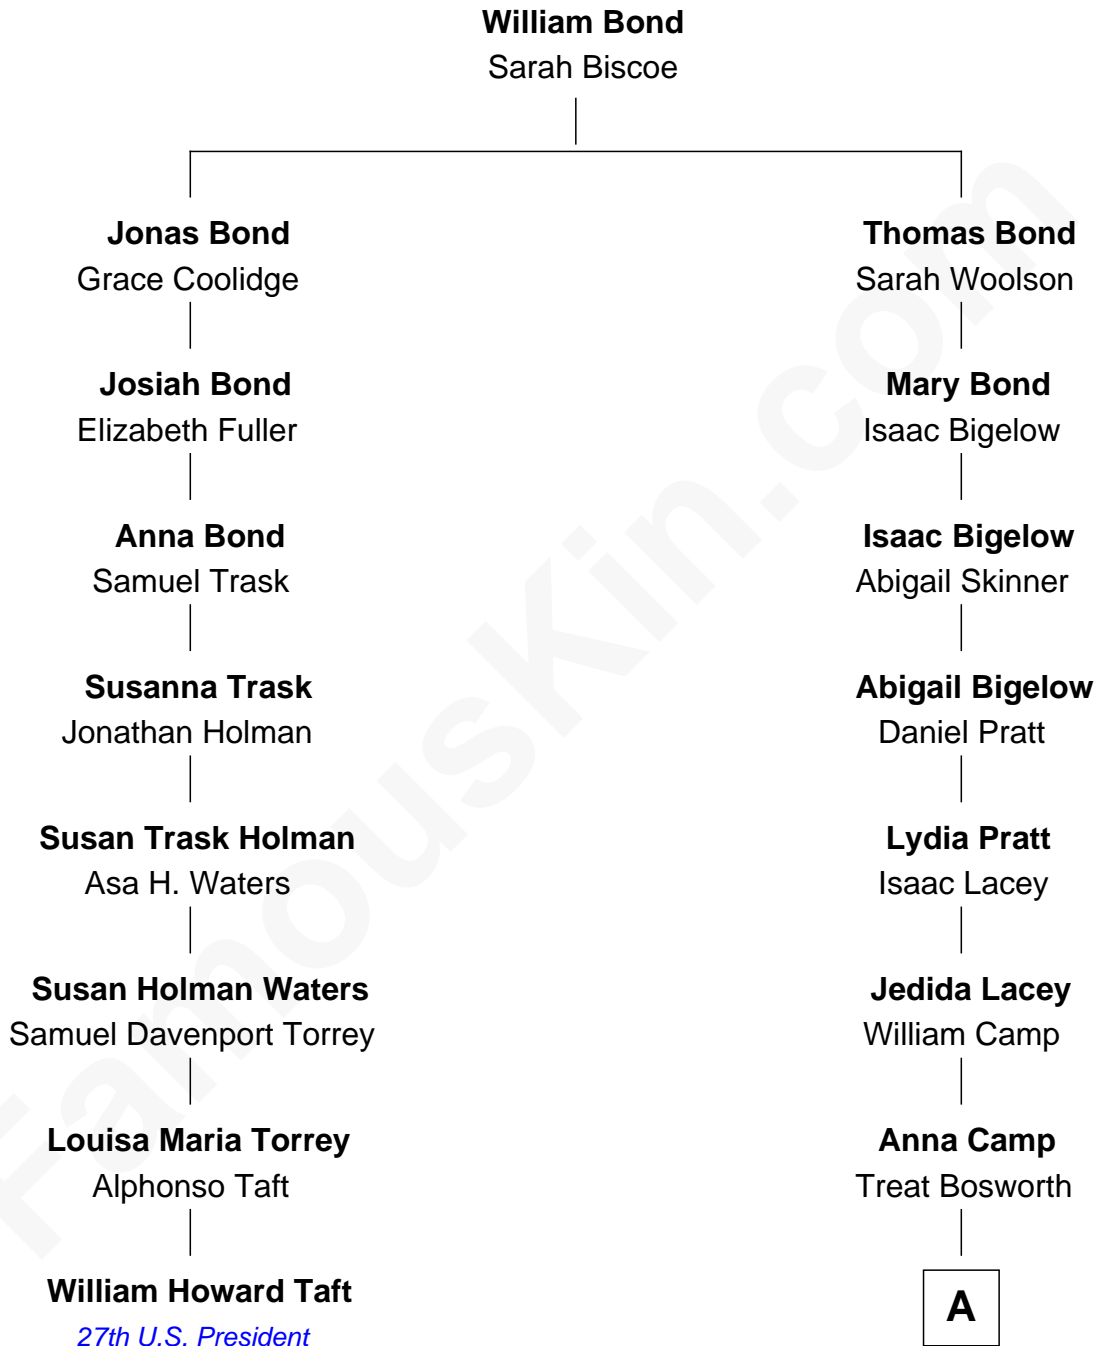 William Bond
Sarah Biscoe
Jonas Bond
Grace Coolidge
Thomas Bond
Sarah Woolson
Josiah Bond
Elizabeth Fuller
Mary Bond
Isaac Bigelow
Anna Bond
Samuel Trask
Isaac Bigelow
Abigail Skinner
Susanna Trask
Jonathan Holman
Abigail Bigelow
Daniel Pratt
Susan Trask Holman
Asa H. Waters
Lydia Pratt
Isaac Lacey
Susan Holman Waters
Samuel Davenport Torrey
Jedida Lacey
William Camp
Louisa Maria Torrey
Alphonso Taft
Anna Camp
Treat Bosworth
William Howard Taft
27th U.S. President
A
FamousKin.com